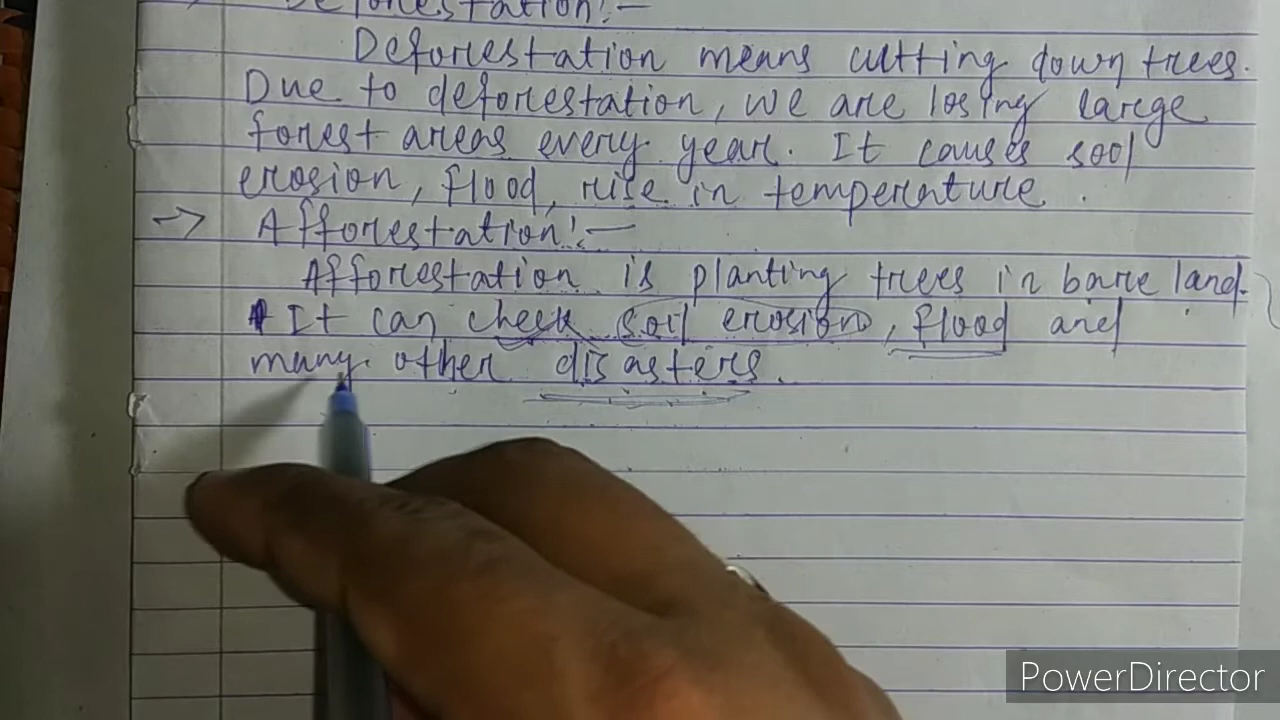 Deforestation:-
Deforestation means cutting down trees.
Due to deforestation, we are losing large
forest areas every year. It causes soil
erosion, flood, rise in temperature.
→ Afforestation:-
Afforestation is planting trees in bare land.
It can check soil erosion, flood and
many other disasters.
PowerDirector